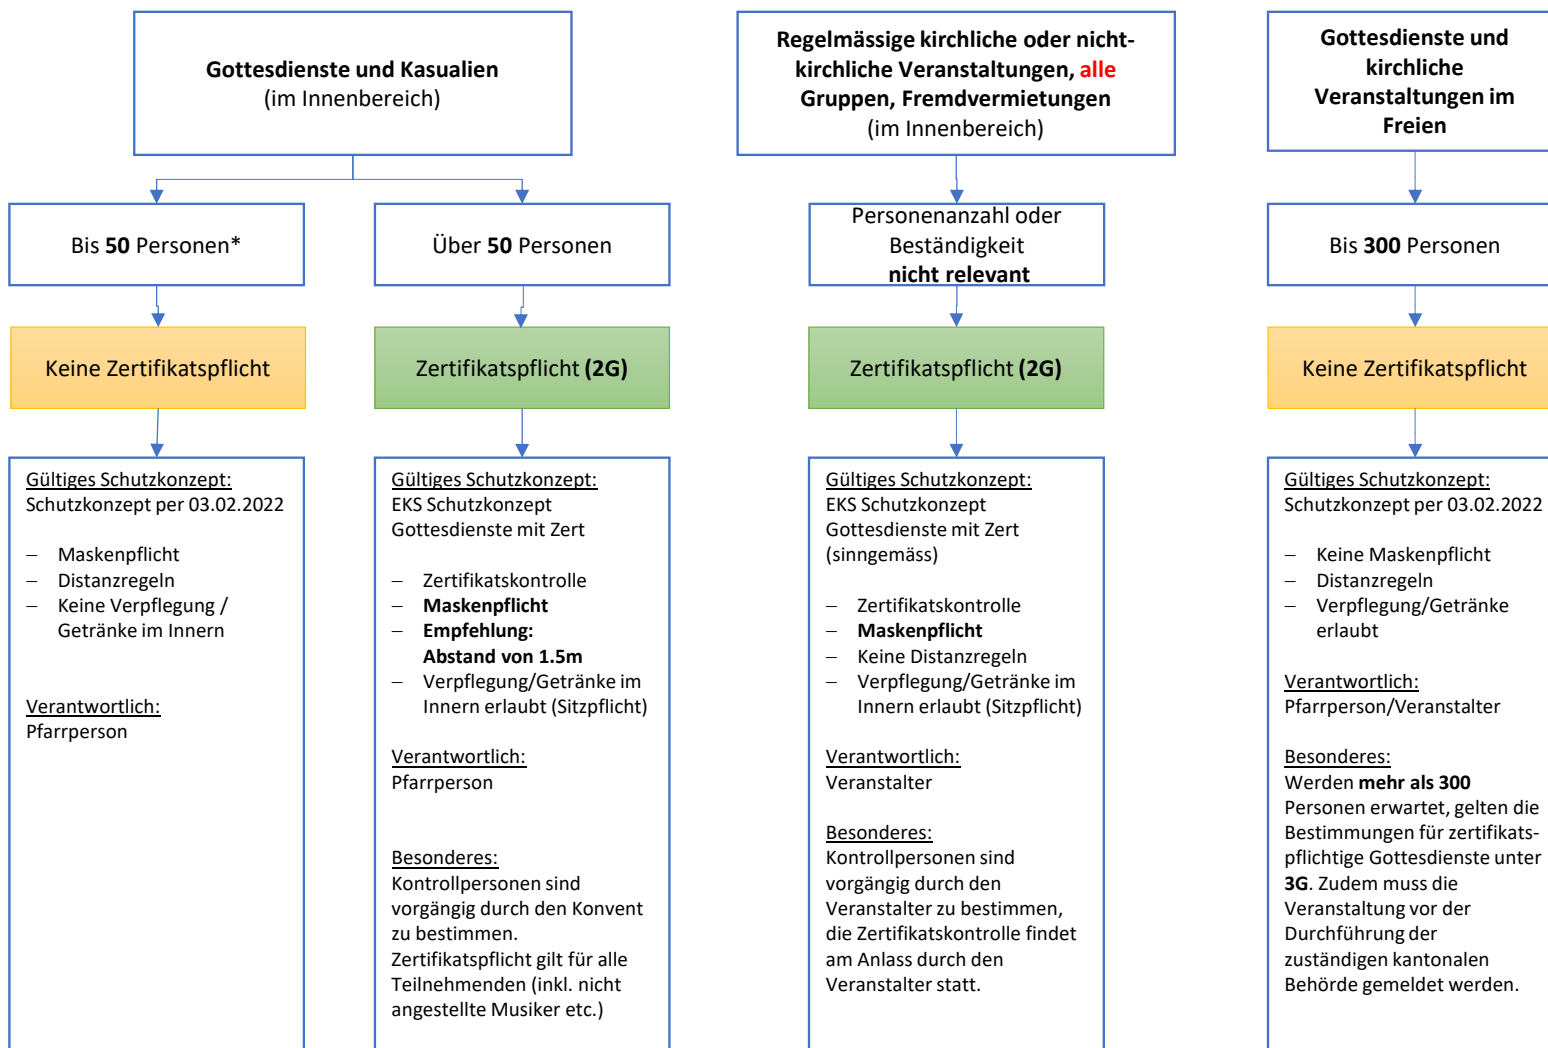 Gottesdienste und Kasualien
(im Innenbereich)
Regelmässige kirchliche oder nicht-
kirchliche Veranstaltungen, alle
Gruppen, Fremdvermietungen
(im Innenbereich)
Gottesdienste und
kirchliche
Veranstaltungen im
Freien
Bis 50 Personen*
Über 50 Personen
Personenanzahl oder
Beständigkeit
nicht relevant
Bis 300 Personen
Keine Zertifikatspflicht
Zertifikatspflicht (2G)
Zertifikatspflicht (2G)
Keine Zertifikatspflicht
Gültiges Schutzkonzept:
Schutzkonzept per 03.02.2022
– Maskenpflicht
– Distanzregeln
– Keine Verpflegung /
Getränke im Innern
Verantwortlich:
Pfarrperson
Gültiges Schutzkonzept:
EKS Schutzkonzept
Gottesdienste mit Zert
– Zertifikatskontrolle
– Maskenpflicht
– Empfehlung:
Abstand von 1.5m
– Verpflegung/Getränke im
Innern erlaubt (Sitzpflicht)
Verantwortlich:
Pfarrperson
Besonderes:
Kontrollpersonen sind
vorgängig durch den Konvent
zu bestimmen.
Zertifikatspflicht gilt für alle
Teilnehmenden (inkl. nicht
angestellte Musiker etc.)
Gültiges Schutzkonzept:
EKS Schutzkonzept
Gottesdienste mit Zert
(sinngemäss)
– Zertifikatskontrolle
– Maskenpflicht
– Keine Distanzregeln
– Verpflegung/Getränke im
Innern erlaubt (Sitzpflicht)
Verantwortlich:
Veranstalter
Besonderes:
Kontrollpersonen sind
vorgängig durch den
Veranstalter zu bestimmen,
die Zertifikatskontrolle findet
am Anlass durch den
Veranstalter statt.
Gültiges Schutzkonzept:
Schutzkonzept per 03.02.2022
– Keine Maskenpflicht
– Distanzregeln
– Verpflegung/Getränke
erlaubt
Verantwortlich:
Pfarrperson/Veranstalter
Besonderes:
Werden mehr als 300
Personen erwartet, gelten die
Bestimmungen für zertifikats-
pflichtige Gottesdienste unter
3G. Zudem muss die
Veranstaltung vor der
Durchführung der
zuständigen kantonalen
Behörde gemeldet werden.